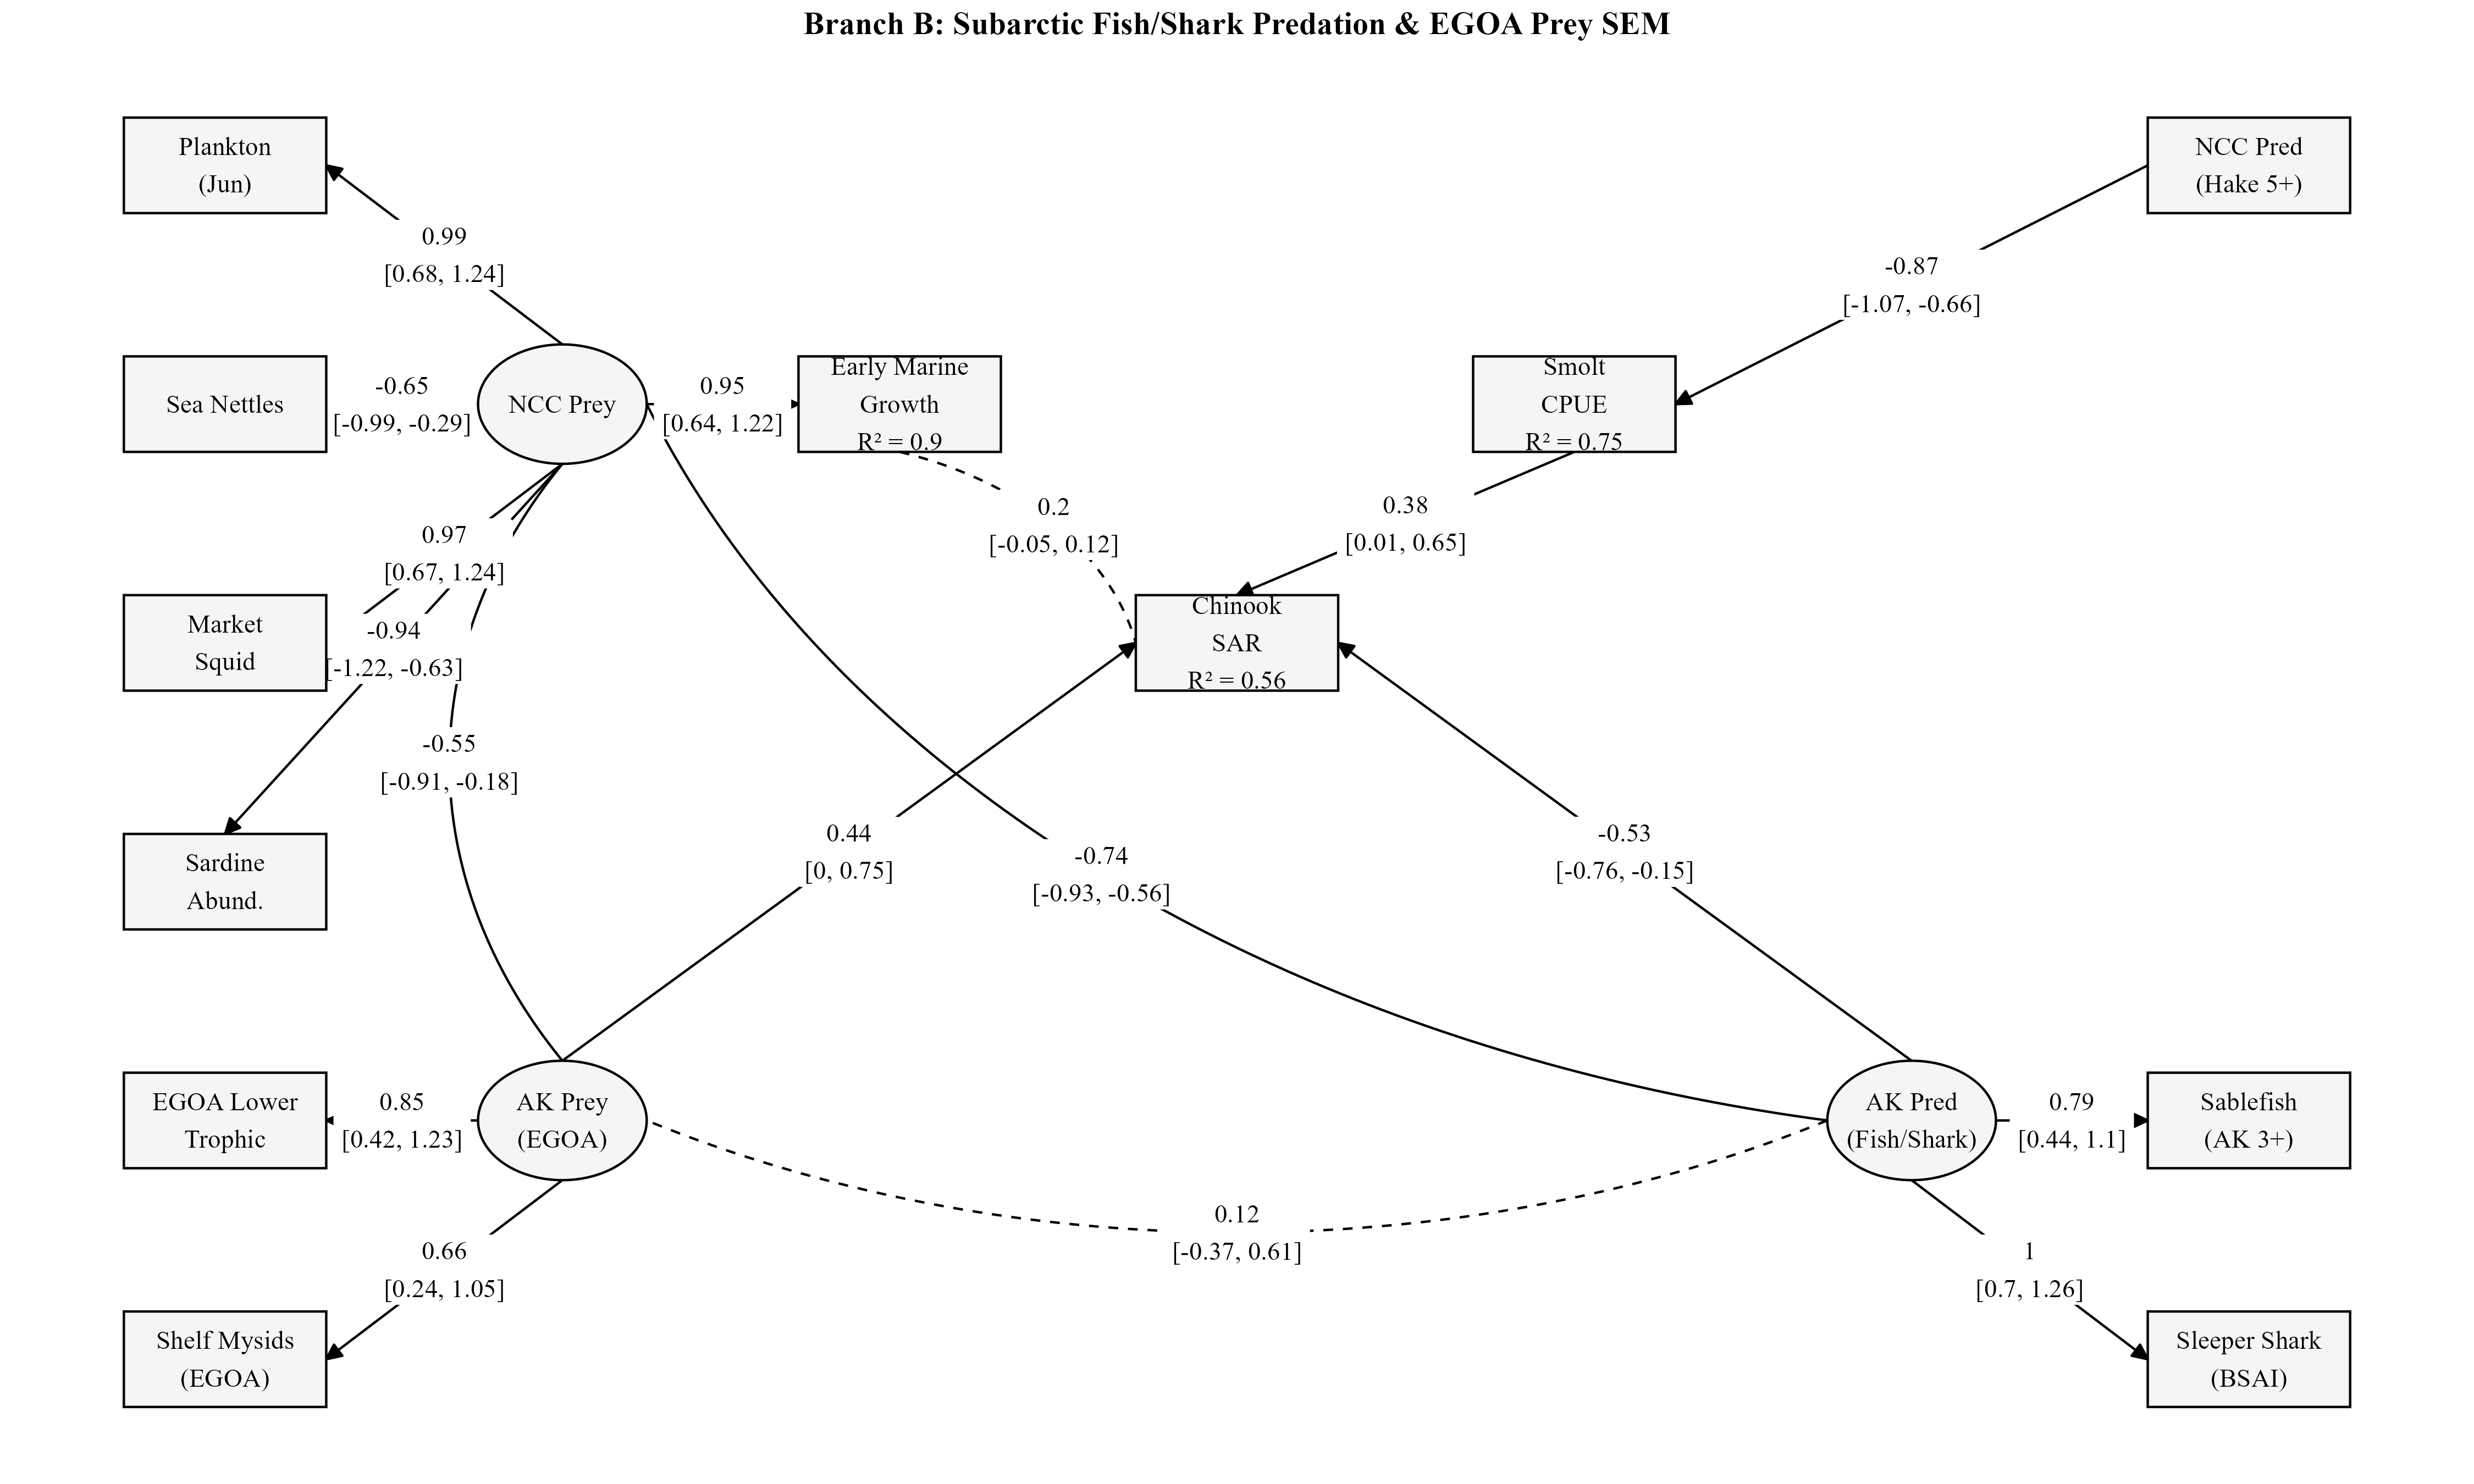 Branch B: Subarctic Fish/Shark Predation & EGOA Prey SEM
Plankton
(Jun)
NCC Pred
(Hake 5+)
0.99
[0.68, 1.24]
-0.87
[-1.07, -0.66]
Sea Nettles
-0.65
[-0.99, -0.29]
NCC Prey
0.95
[0.64, 1.22]
Early Marine
Growth
R² = 0.9
Smolt
CPUE
R² = 0.75
0.2
[-0.05, 0.12]
0.38
[0.01, 0.65]
0.97
[0.67, 1.24]
Market
Squid
-0.94
[-1.22, -0.63]
Chinook
SAR
R² = 0.56
-0.55
[-0.91, -0.18]
Sardine
Abund.
0.44
[0, 0.75]
-0.74
[-0.93, -0.56]
-0.53
[-0.76, -0.15]
EGOA Lower
Trophic
0.85
[0.42, 1.23]
AK Prey
(EGOA)
AK Pred
(Fish/Shark)
0.79
[0.44, 1.1]
Sablefish
(AK 3+)
0.12
[-0.37, 0.61]
0.66
[0.24, 1.05]
1
[0.7, 1.26]
Shelf Mysids
(EGOA)
Sleeper Shark
(BSAI)